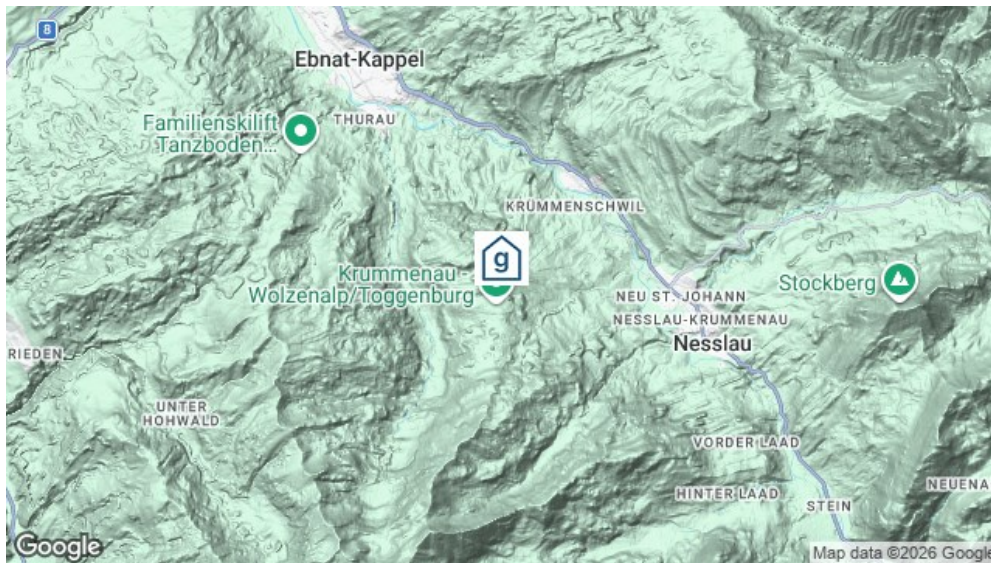 8
Ebnat-Kappel
Familienskilift
Tanzboden...
THURAU
KRÜMMENSCHWIL
g
Krummenau -
Wolzenalp/Toggenburg
Stockberg
NEU ST. JOHANN
NESSLAU-KRUMMENAU
Nesslau
RIEDEN
UNTER
HOHWALD
VORDER LAAD
HINTER LAAD
NEUENA
STEIN
Google
Map data ©2026 Google